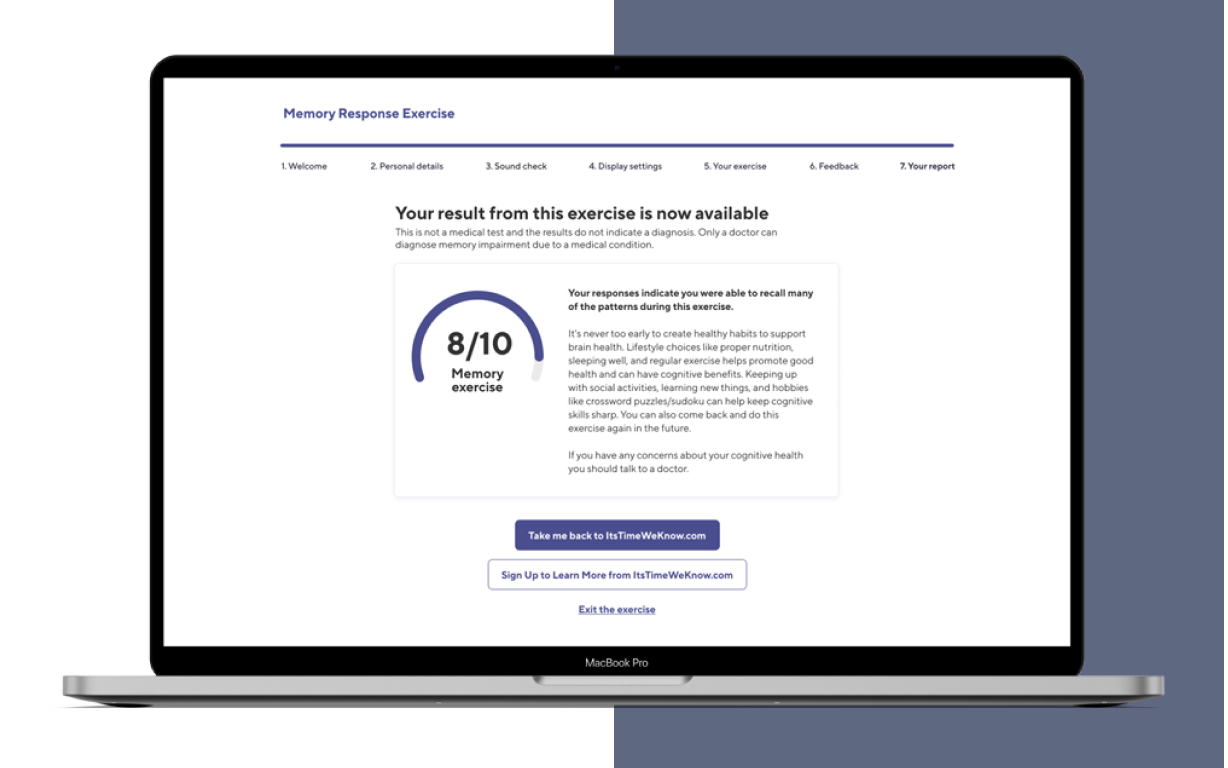 Memory Response Exercise
1. Welcome
2. Personal details
3. Sound check
4. Display settings
5. Your exercise
6. Feedback
7. Your report
Your result from this exercise is now available
This is not a medical test and the results do not indicate a diagnosis. Only a doctor can
diagnose memory impairment due to a medical condition.
8/10
Memory
exercise
Your responses indicate you were able to recall many
of the patterns during this exercise.
It's never too early to create healthy habits to support
brain health. Lifestyle choices like proper nutrition,
sleeping well, and regular exercise helps promote good
health and can have cognitive benefits. Keeping up
with social activities, learning new things, and hobbies
like crossword puzzles/sudoku can help keep cognitive
skills sharp. You can also come back and do this
exercise again in the future.
If you have any concerns about your cognitive health
you should talk to a doctor.
Take me back to ItsTimeWeKnow.com
Sign Up to Learn More from ItsTimeWeKnow.com
Exit the exercise
MacBook Pro